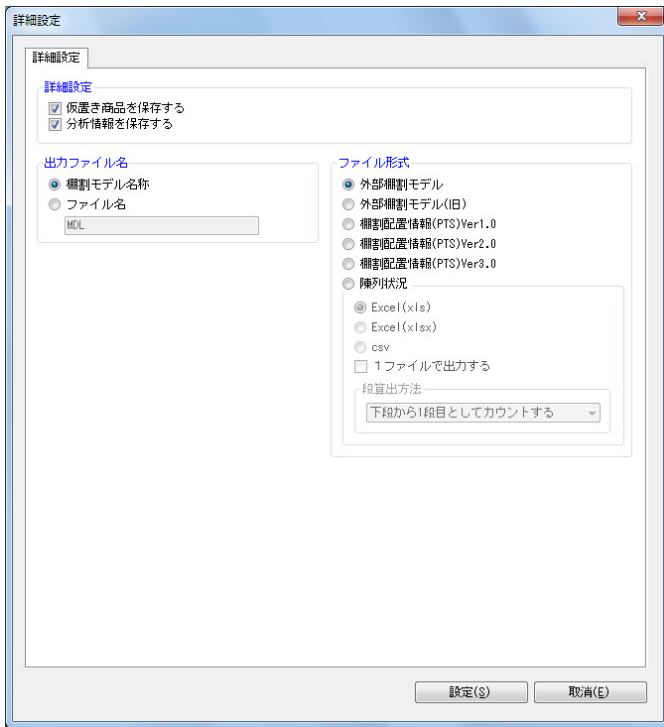 詳細設定
詳細設定
詳細設定
仮置き商品を保存する
分析情報を保存する
出力ファイル名
棚割モデル名称
ファイル名
MDL
ファイル形式
外部棚割モデル
外部棚割モデル(旧)
棚割配置情報(PTS)Ver1.0
棚割配置情報(PTS)Ver2.0
棚割配置情報(PTS)Ver3.0
陳列状況
Excel(xls)
Excel(xlsx)
csv
1ファイルで出力する
段算出方法
下段から1段目としてカウントする
設定(S)
取消(E)